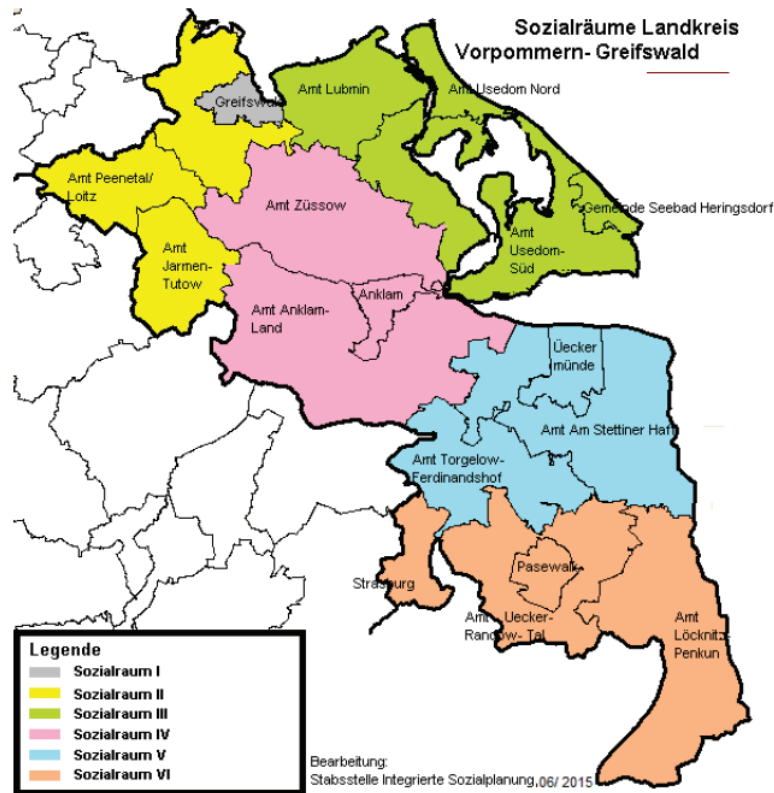 Sozialräume Landkreis
Vorpommern- Greifswald
Amt Lubmin
Amt Usedom Nord
Greifswald
Amt Peenetal/
Loitz
Amt Züssow
Gemeinde Seebad Heringsdorf
Amt
Usedom-
Süd
Amt
Jarmen-
Tutow
Anklam
Amt Anklam-
Land
Üecker
münde
Amt Am Stettiner Haff
Amt Torgelow-
Ferdinandshof
Strasburg
Pasewalk
Amt Uecker-
Randow- Tal
Amt
Löcknitz-
Penkun
Legende
Sozialraum I
Sozialraum II
Sozialraum III
Sozialraum IV
Sozialraum V
Sozialraum VI
Bearbeitung:
Stabsstelle Integrierte Sozialplanung,06/ 2015